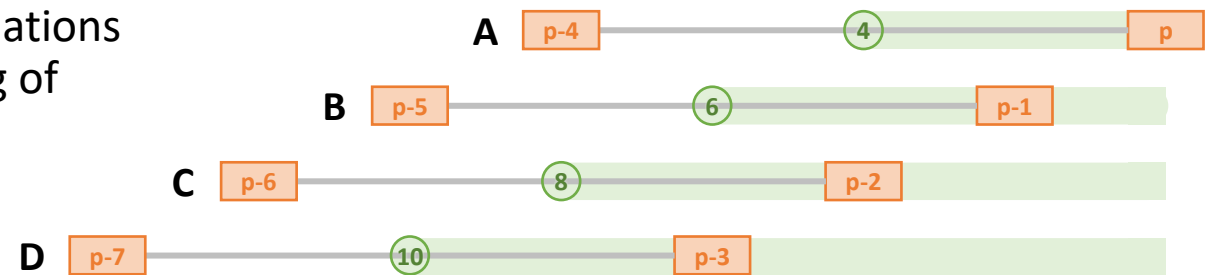 ations
g of
A p-4 4 p
B p-5 6 p-1
C p-6 8 p-2
D p-7 10 p-3